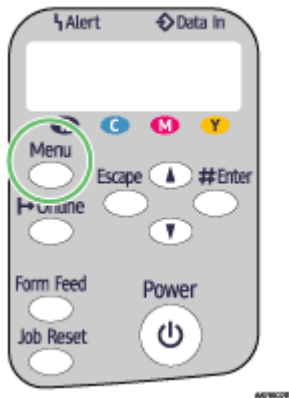 Alert Data In
C M Y
Menu
Escape # Enter
Online
Form Feed Power
Job Reset